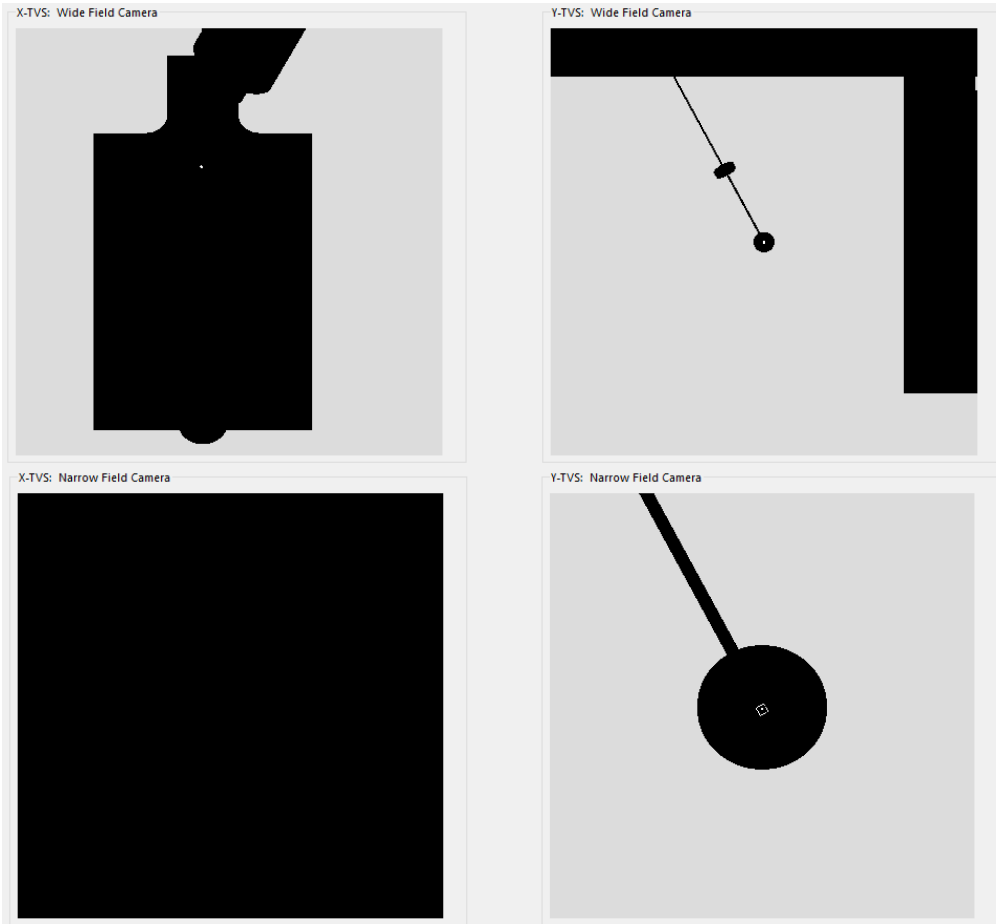 X-TVS: Wide Field Camera
Y-TVS: Wide Field Camera
X-TVS: Narrow Field Camera
Y-TVS: Narrow Field Camera